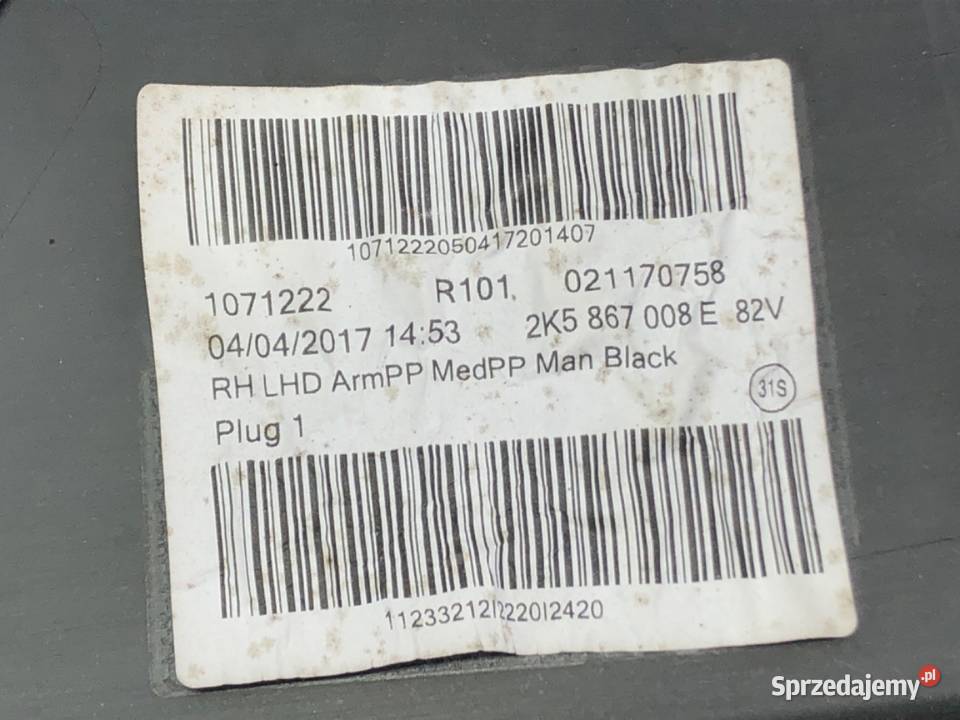 1071222050417201407
1071222 R101. 021170758
04/04/2017 14:53 2K5 867 008 E 82V
RH LHD ArmPP MedPP Man Black
31S
Plug 1
Sprzedajemy.pl